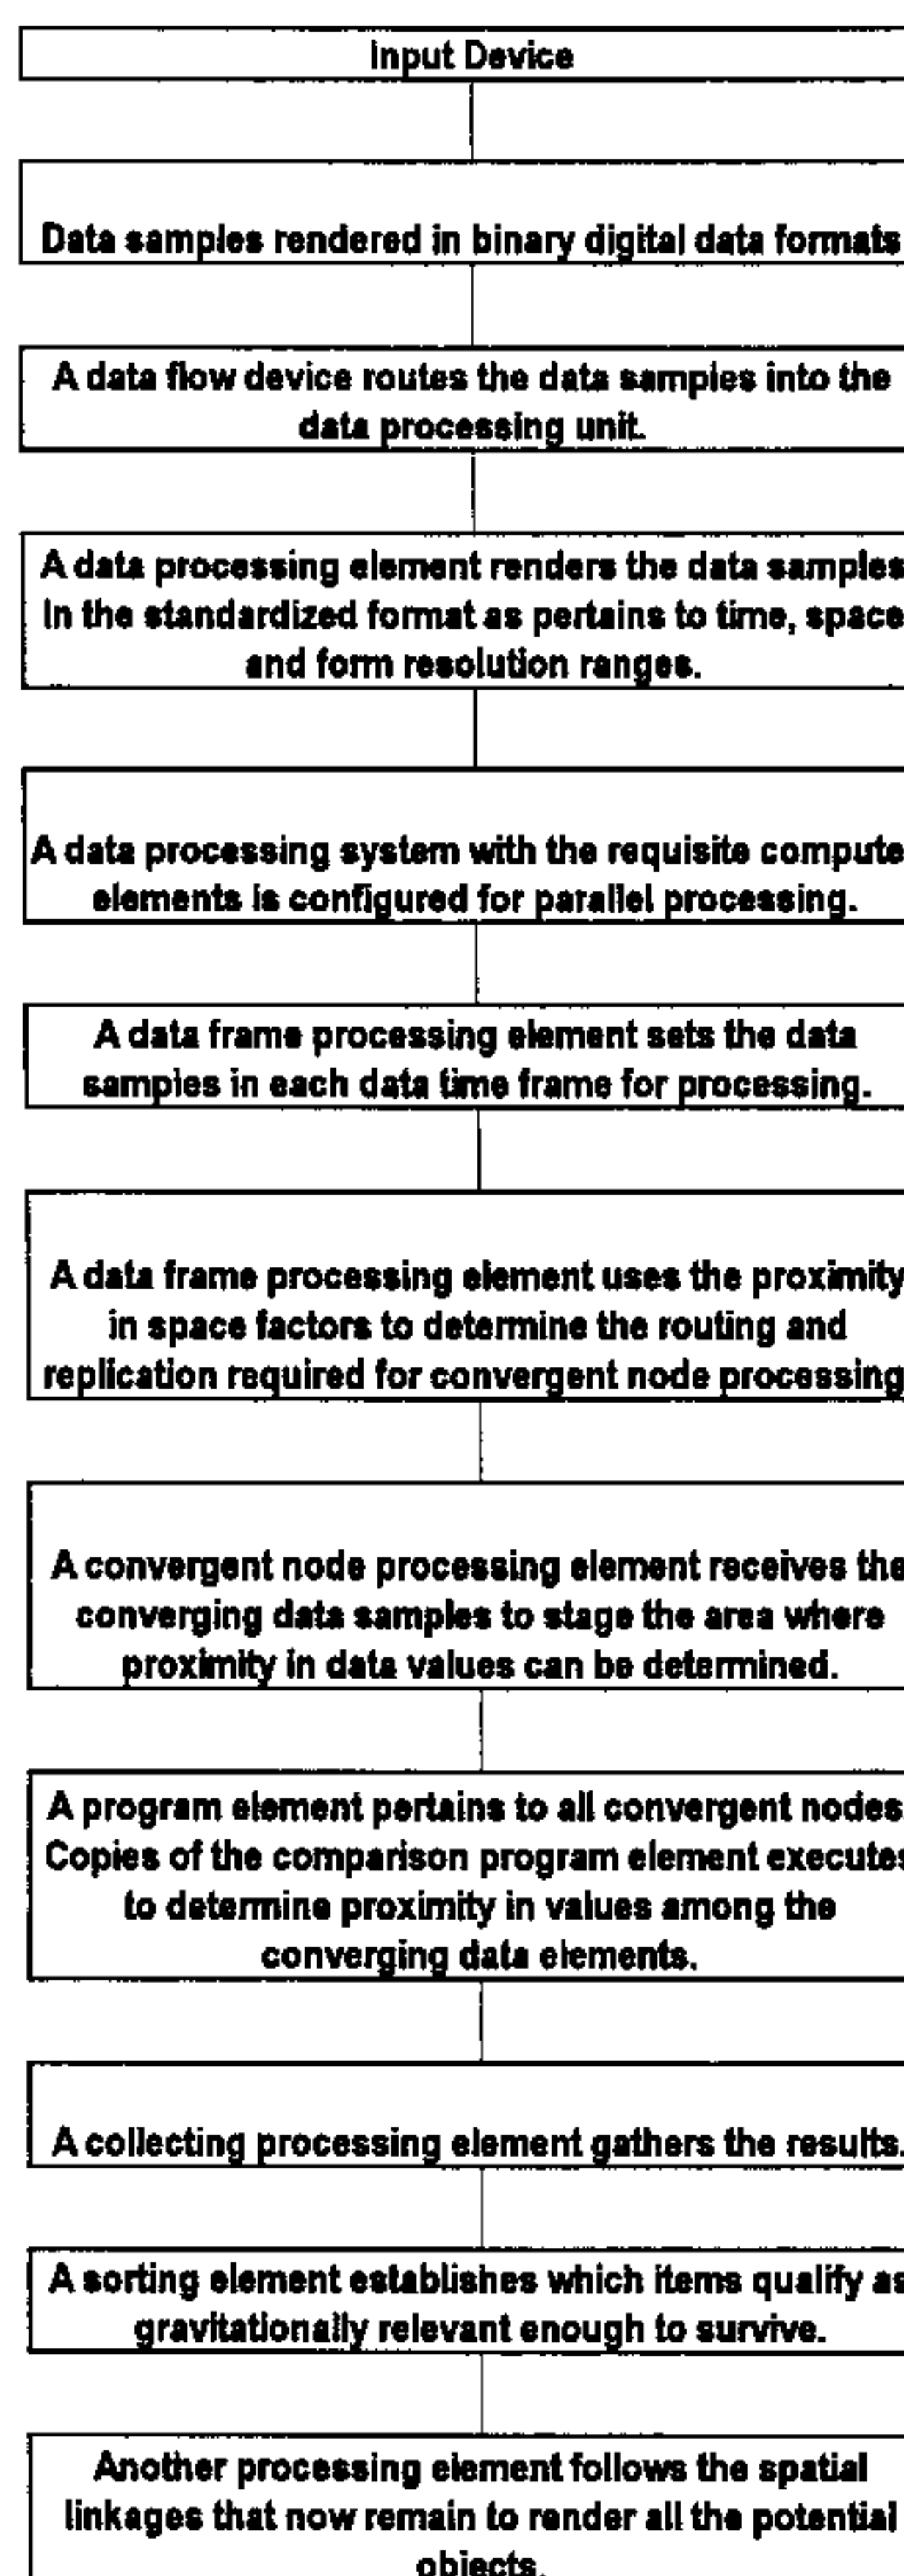 Input Device
Data samples rendered in binary digital data formats
A data flow device routes the data samples into the
data processing unit.
A data processing element renders the data samples
in the standardized format as pertains to time, space
and form resolution ranges.
A data processing system with the requisite compute
elements is configured for parallel processing.
A data frame processing element sets the data
samples in each data time frame for processing.
A data frame processing element uses the proximity
in space factors to determine the routing and
replication required for convergent node processing
A convergent node processing element receives the
converging data samples to stage the area where
proximity in data values can be determined.
A program element pertains to all convergent nodes.
Copies of the comparison program element executes
to determine proximity in values among the
converging data elements.
A collecting processing element gathers the results.
A sorting element establishes which items qualify as
gravitationally relevant enough to survive.
Another processing element follows the spatial
linkages that now remain to render all the potential
objects.